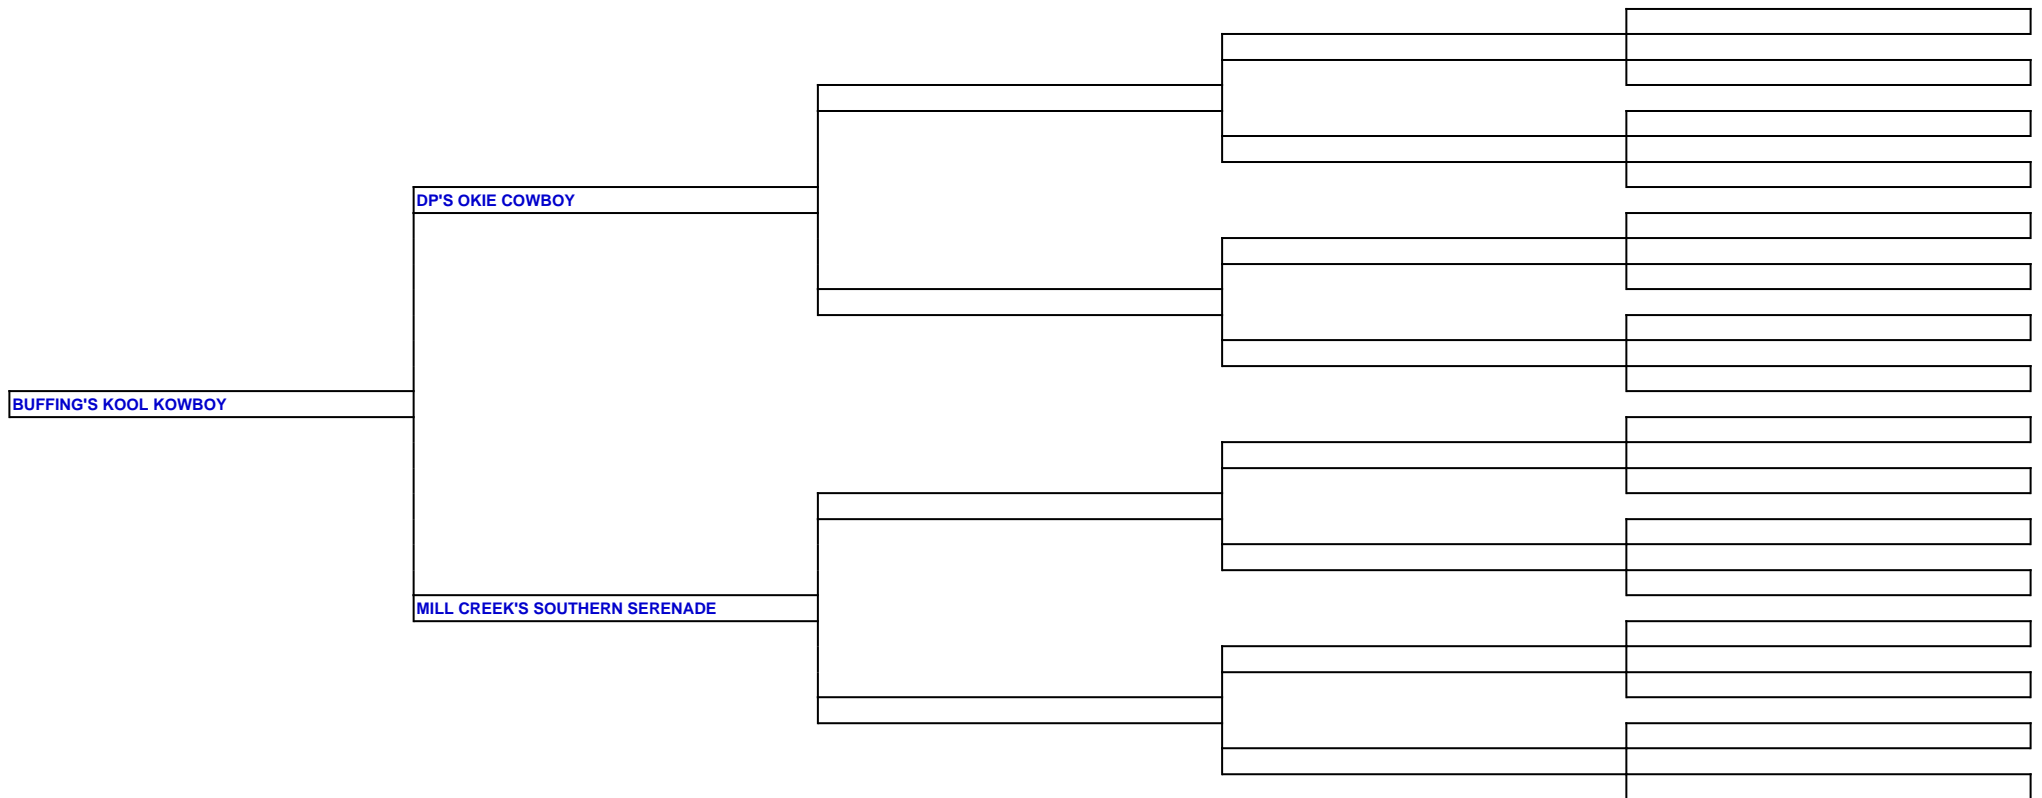 DP'S OKIE COWBOY
BUFFING'S KOOL KOWBOY
MILL CREEK'S SOUTHERN SERENADE